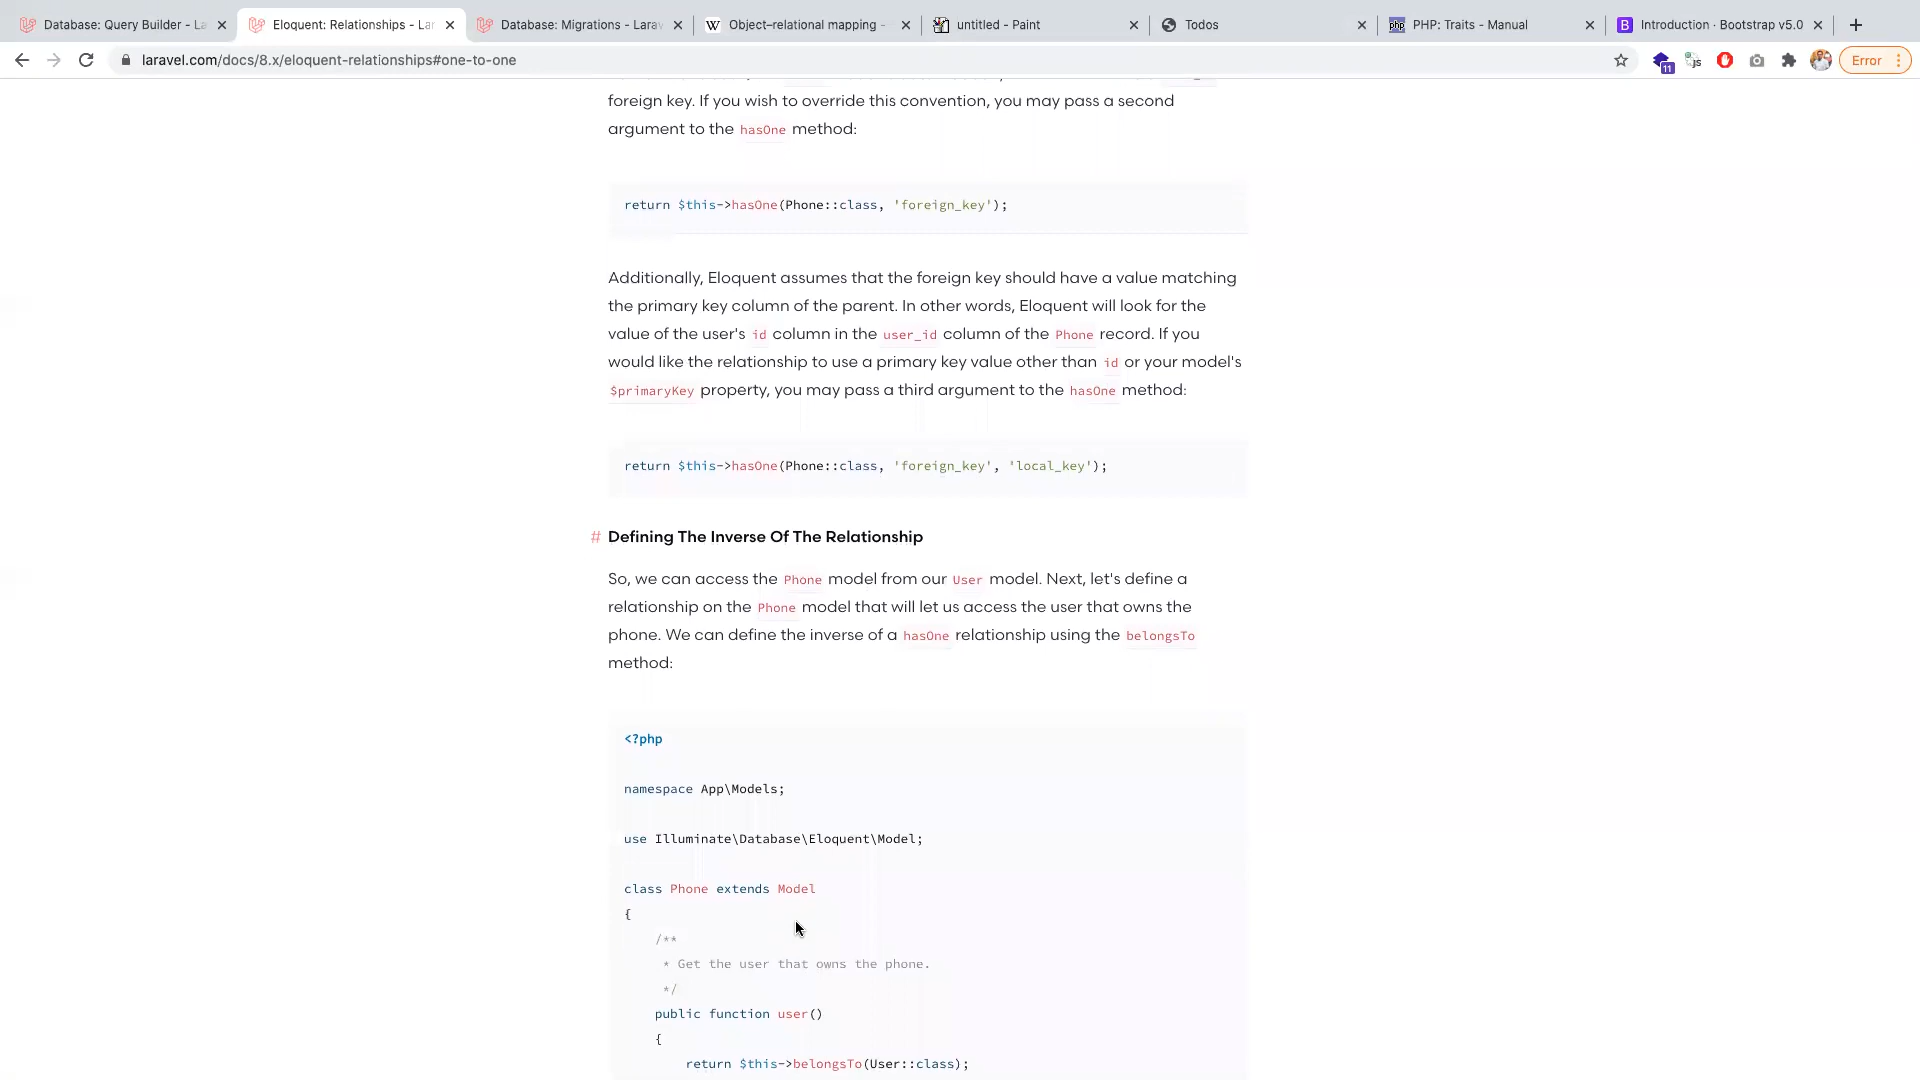 Database: Query Builder - La
Eloquent: Relationships - Lar
Database: Migrations - Larav
Object–relational mapping -
untitled - Paint
Todos
PHP: Traits - Manual
Introduction · Bootstrap v5.0
laravel.com/docs/8.x/eloquent-relationships#one-to-one
11
js
Error
foreign key. If you wish to override this convention, you may pass a second
argument to the hasOne method:
return $this->hasOne(Phone::class, 'foreign_key');
Additionally, Eloquent assumes that the foreign key should have a value matching
the primary key column of the parent. In other words, Eloquent will look for the
value of the user's id column in the user_id column of the Phone record. If you
would like the relationship to use a primary key value other than id or your model's
$primaryKey property, you may pass a third argument to the hasOne method:
return $this->hasOne(Phone::class, 'foreign_key', 'local_key');
# Defining The Inverse Of The Relationship
So, we can access the Phone model from our User model. Next, let's define a
relationship on the Phone model that will let us access the user that owns the
phone. We can define the inverse of a hasOne relationship using the belongsTo
method:
<?php
namespace App\Models;
use Illuminate\Database\Eloquent\Model;
class Phone extends Model
{
/**
* Get the user that owns the phone.
*/
public function user()
{
return $this->belongsTo(User::class);